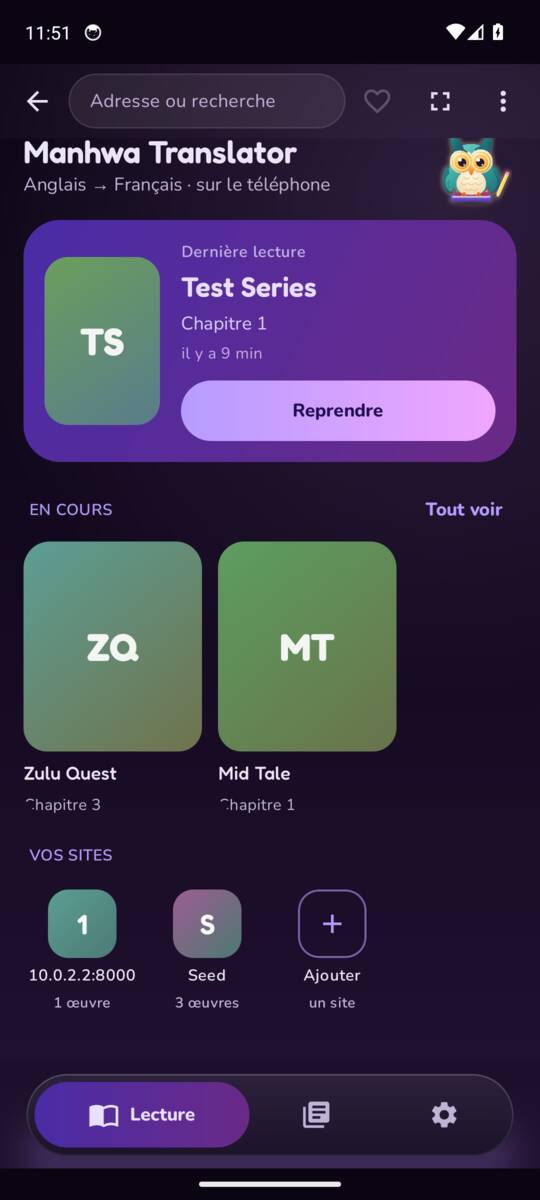 11:51
Adresse ou recherche
Manhwa Translator
Anglais → Français · sur le téléphone
Dernière lecture
TS
Test Series
Chapitre 1
il y a 9 min
Reprendre
EN COURS
Tout voir
ZQ
MT
Zulu Quest
Mid Tale
Chapitre 3
Chapitre 1
VOS SITES
1
S
+
10.0.2.2:8000
Seed
Ajouter
1 œuvre
3 œuvres
un site
Lecture